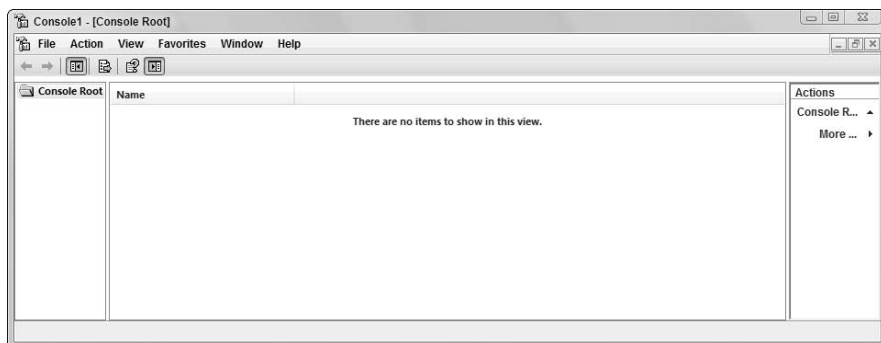 Console1 - [Console Root]
File Action View Favorites Window Help
Console Root
Name
There are no items to show in this view.
Actions
Console R...
More ...